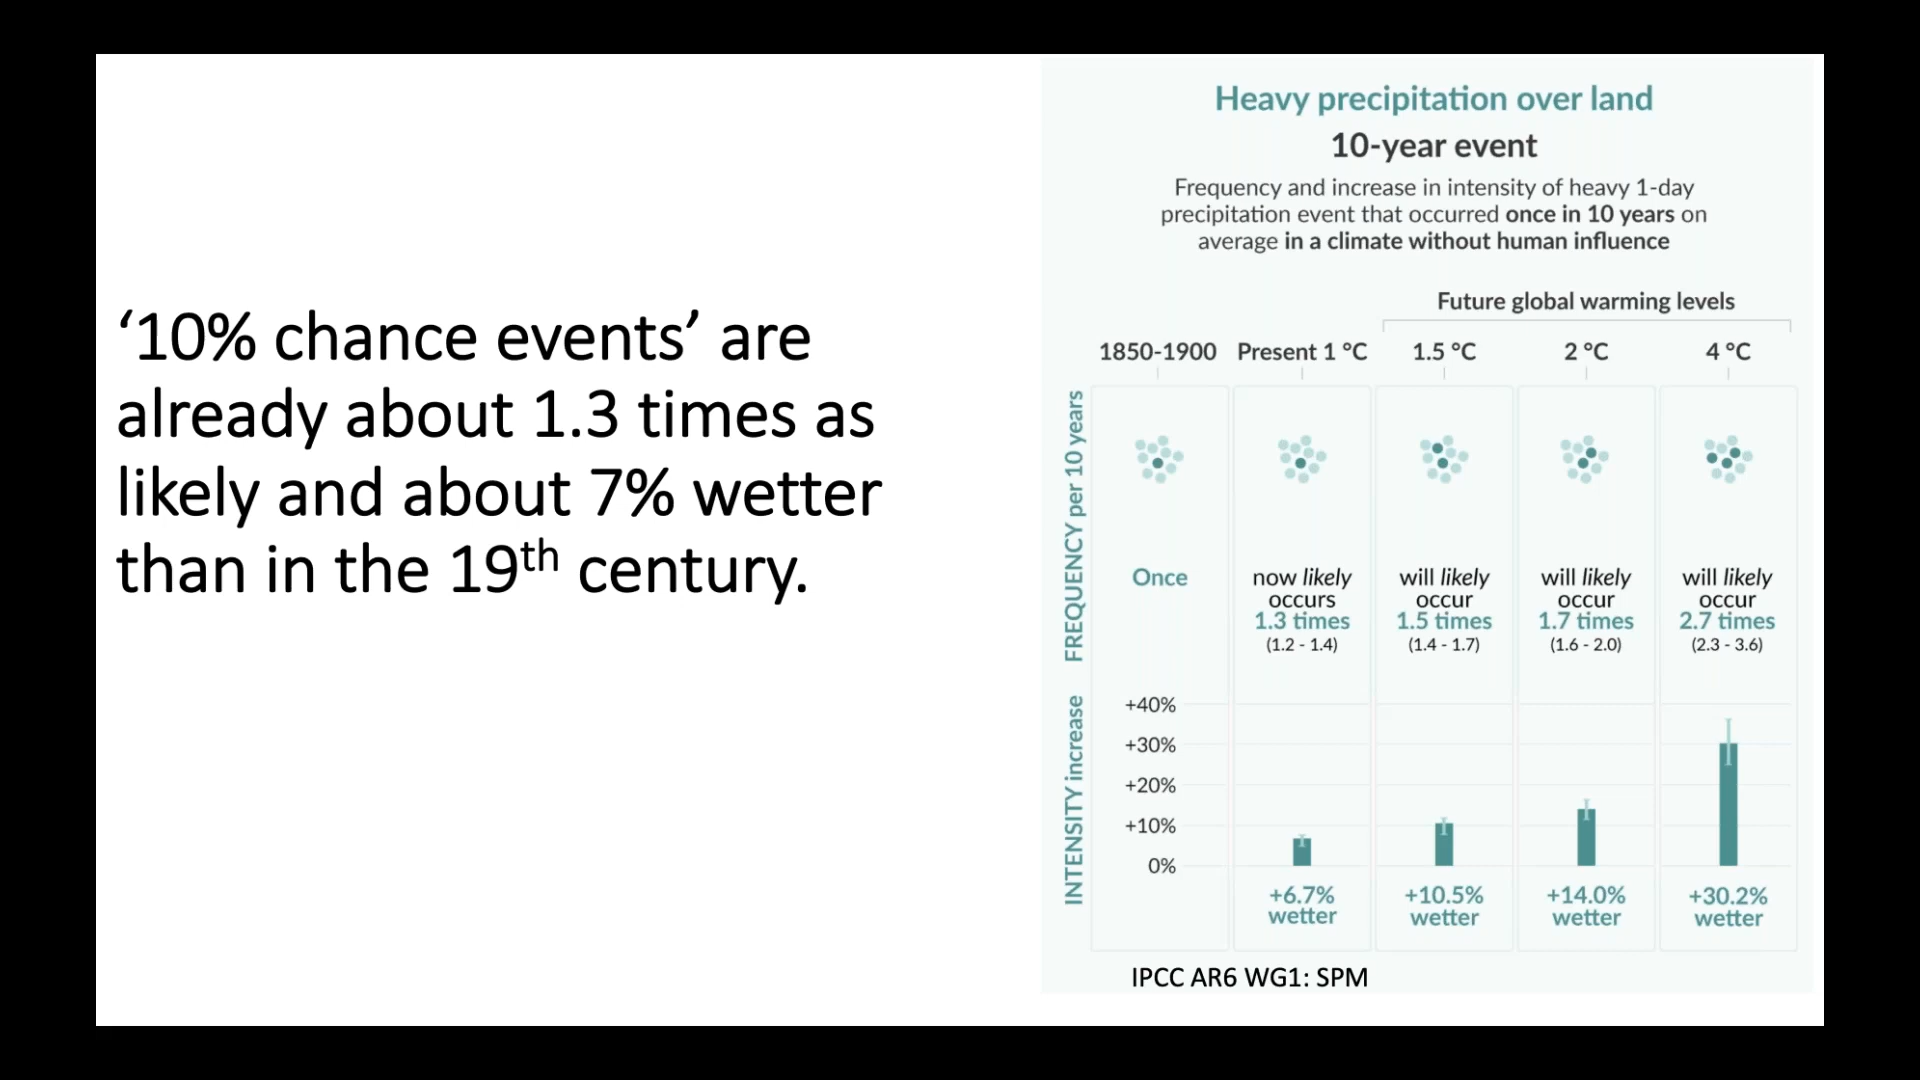 ‘10% chance events’ are
already about 1.3 times as
likely and about 7% wetter
than in the 19th century.
Heavy precipitation over land
10-year event
Frequency and increase in intensity of heavy 1-day
precipitation event that occurred once in 10 years on
average in a climate without human influence
Future global warming levels
1850-1900 Present 1 °C 1.5 °C 2 °C 4 °C
FREQUENCY per 10 years
Once
now likely
occurs
1.3 times
(1.2 - 1.4)
will likely
occur
1.5 times
(1.4 - 1.7)
will likely
occur
1.7 times
(1.6 - 2.0)
will likely
occur
2.7 times
(2.3 - 3.6)
INTENSITY increase
+40%
+30%
+20%
+10%
0%
+6.7%
wetter
+10.5%
wetter
+14.0%
wetter
+30.2%
wetter
IPCC AR6 WG1: SPM